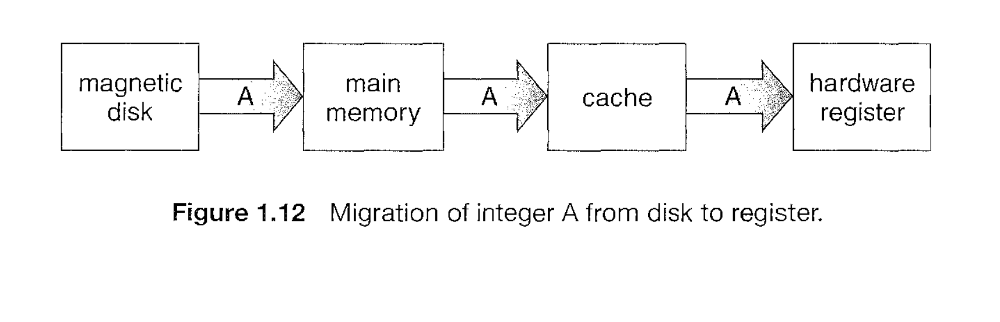 magnetic
disk
A
main
memory
A
cache
A
hardware
register
Figure 1.12 Migration of integer A from disk to register.